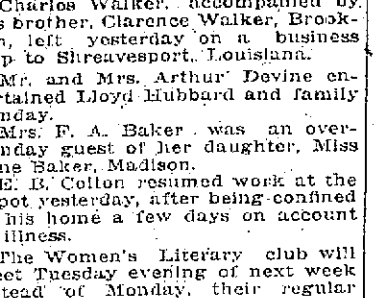 Charles Walker, accompanied by
s brother, Clarence Walker, Brook-
n, left yesterday on a business
p to Shreavesport, Louisiana.
Mr. and Mrs. Arthur Devine en-
tained Lloyd Hubbard and family
nday.
Mrs. F. A. Baker was an over-
nday guest of her daughter, Miss
ne Baker, Madison.
E. B. Colton resumed work at the
pot yesterday, after being confined
his home a few days on account
illness.
The Women's Literary club will
et Tuesday evening of next week
tead of Monday, their regular